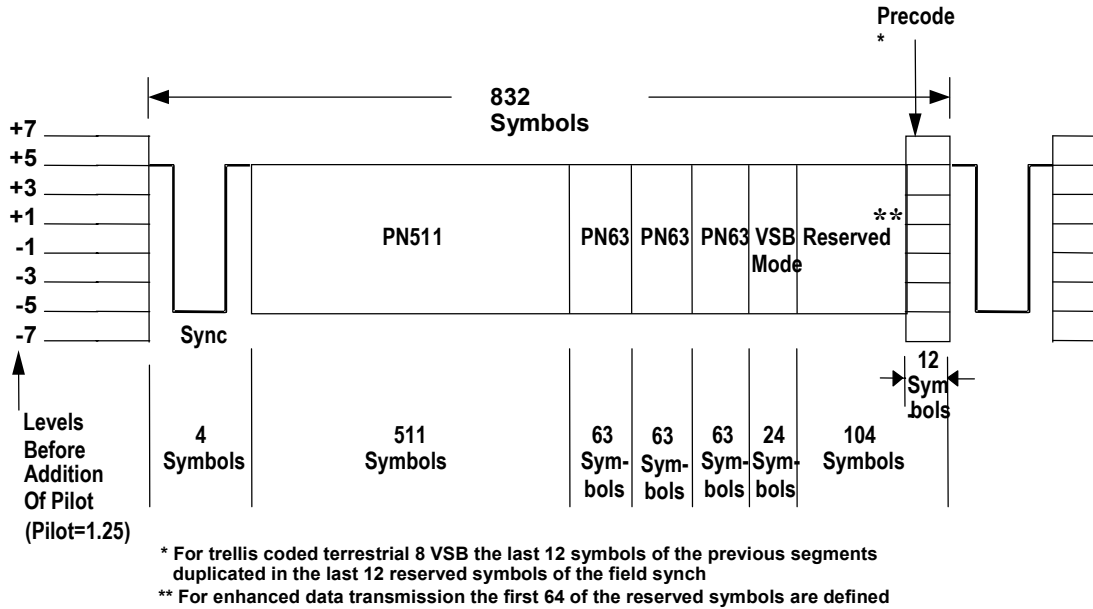 Precode
*
832
Symbols
+7
+5
+3
+1
-1
-3
-5
-7
PN511
PN63
PN63
PN63
VSB
Mode
Reserved
**
Sync
Levels
Before
Addition
Of Pilot
(Pilot=1.25)
4
Symbols
511
Symbols
63
Sym-
bols
63
Sym-
bols
63
Sym-
bols
24
Sym-
bols
104
Symbols
12
Sym
-
bols
* For trellis coded terrestrial 8 VSB the last 12 symbols of the previous segments
duplicated in the last 12 reserved symbols of the field synch
** For enhanced data transmission the first 64 of the reserved symbols are defined